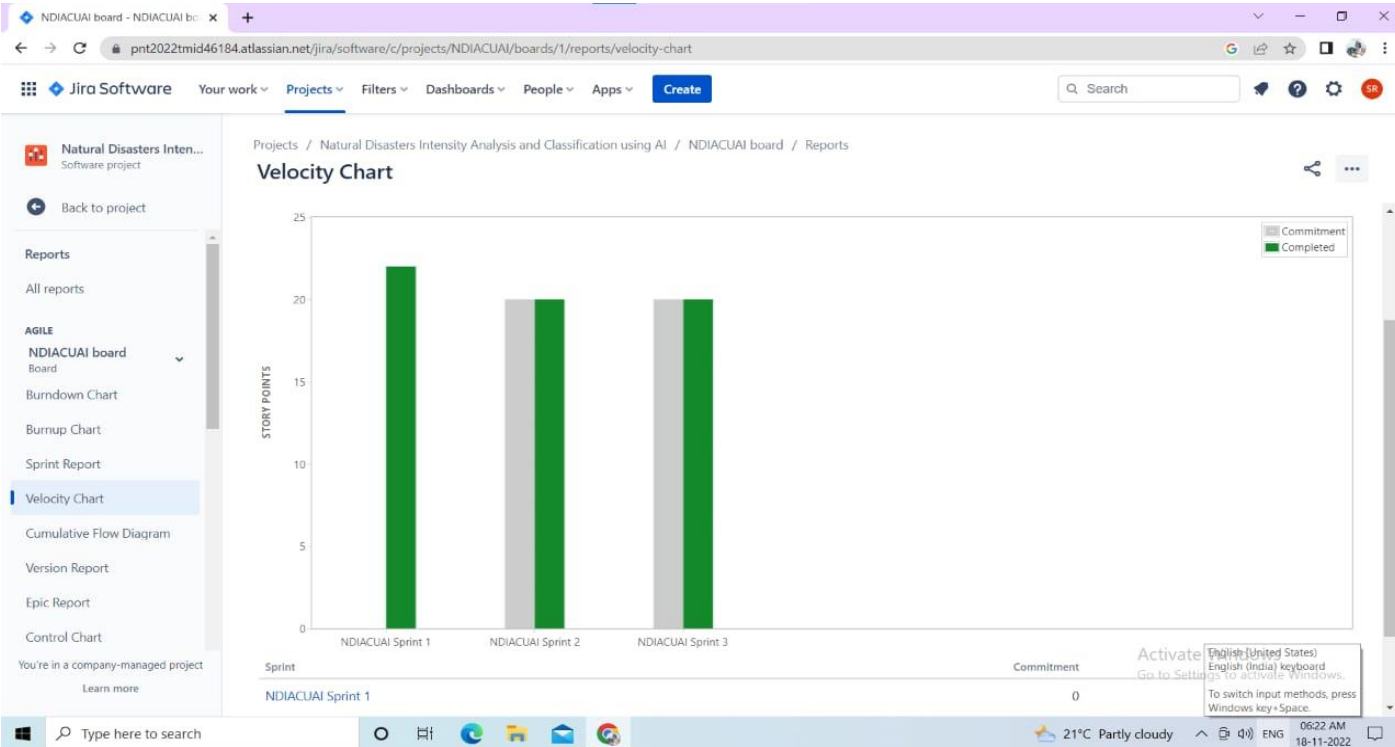 NDIACUAI board - NDIACUAI bo
pnt2022tmid46184.atlassian.net/jira/software/c/projects/NDIACUAI/boards/1/reports/velocity-chart
Jira Software Your work Projects Filters Dashboards People Apps Create Search SR
Natural Disasters Inten...
Software project
Back to project
Reports
All reports
AGILE
NDIACUAI board
Board
Burndown Chart
Burnup Chart
Sprint Report
Velocity Chart
Cumulative Flow Diagram
Version Report
Epic Report
Control Chart
You're in a company-managed project
Learn more
Projects / Natural Disasters Intensity Analysis and Classification using AI / NDIACUAI board / Reports
Velocity Chart
25
20
15
10
5
0
STORY POINTS
Commitment
Completed
NDIACUAI Sprint 1 NDIACUAI Sprint 2 NDIACUAI Sprint 3
Sprint Commitment
NDIACUAI Sprint 1 0
Activate
Go to Settings to activate Windows.
English (United States)
English (India) keyboard
To switch input methods, press
Windows key+Space.
Type here to search
21°C Partly cloudy ENG
06:22 AM
18-11-2022